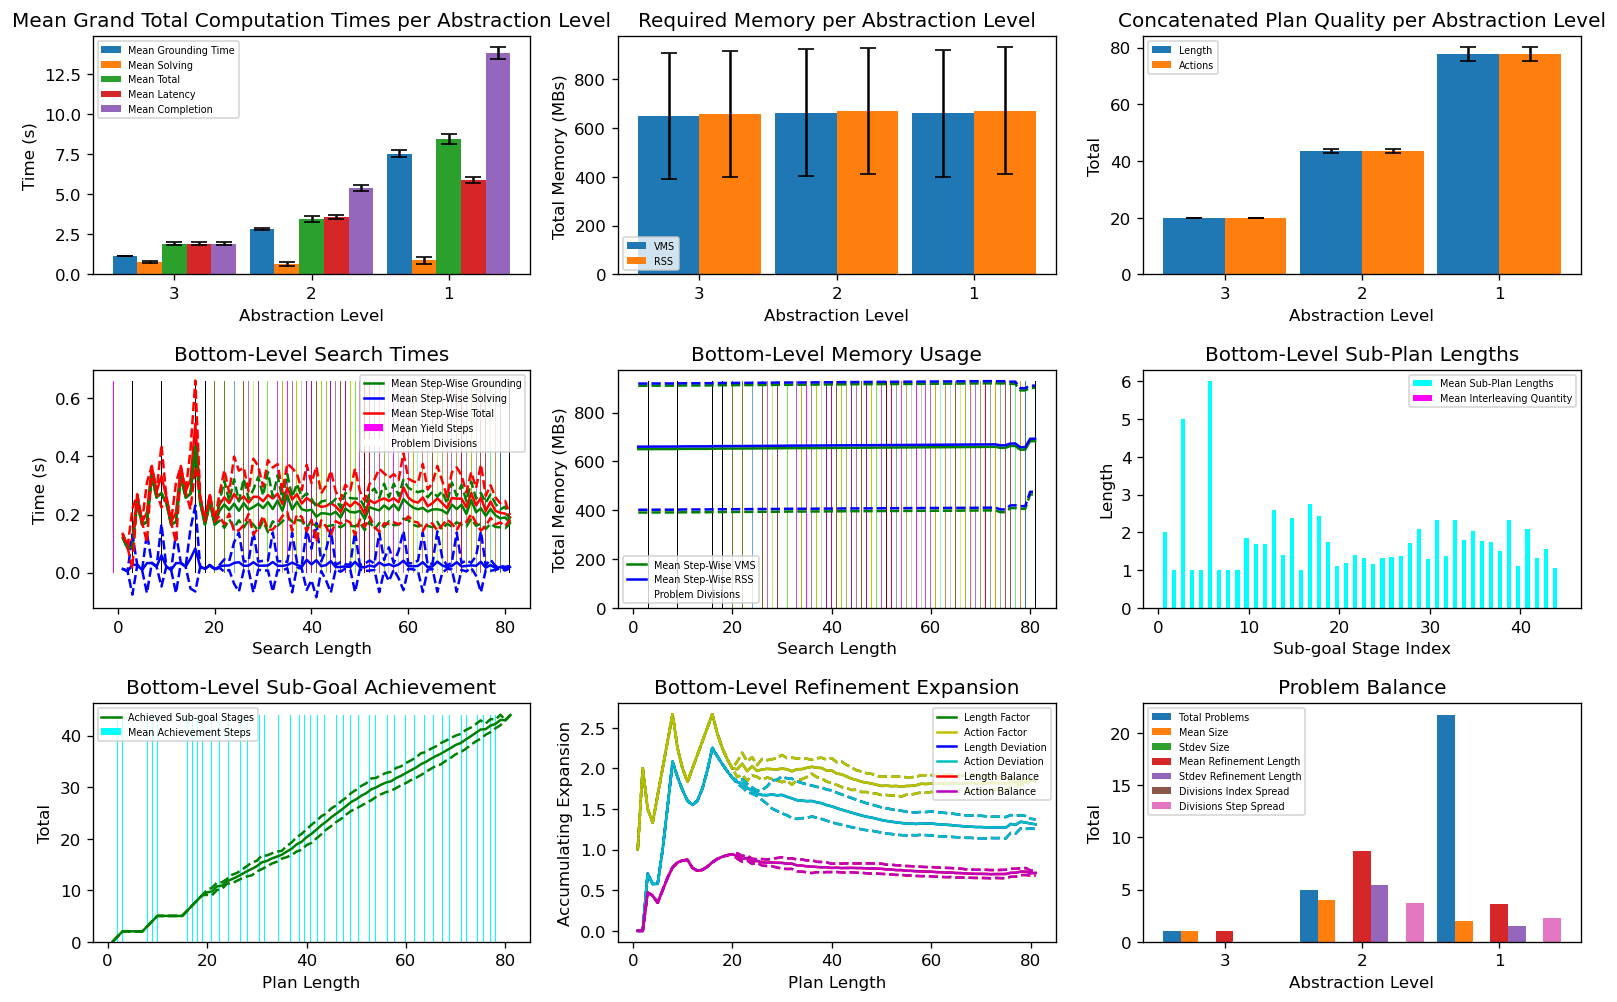 Mean Grand Total Computation Times per Abstraction Level
Time (s)
12.5
10.0
7.5
5.0
2.5
0.0
Mean Grounding Time
Mean Solving
Mean Total
Mean Latency
Mean Completion
3 2 1
Abstraction Level
Required Memory per Abstraction Level
Total Memory (MBs)
800
600
400
200
0
VMS
RSS
3 2 1
Abstraction Level
Concatenated Plan Quality per Abstraction Level
Total
80
60
40
20
0
Length
Actions
3 2 1
Abstraction Level
Bottom-Level Search Times
Time (s)
0.6
0.4
0.2
0.0
Mean Step-Wise Grounding
Mean Step-Wise Solving
Mean Step-Wise Total
Mean Yield Steps
Problem Divisions
0 20 40 60 80
Search Length
Bottom-Level Memory Usage
Total Memory (MBs)
800
600
400
200
0
Mean Step-Wise VMS
Mean Step-Wise RSS
Problem Divisions
0 20 40 60 80
Search Length
Bottom-Level Sub-Plan Lengths
Length
6
5
4
3
2
1
0
Mean Sub-Plan Lengths
Mean Interleaving Quantity
0 10 20 30 40
Sub-goal Stage Index
Bottom-Level Sub-Goal Achievement
Total
40
30
20
10
0
Achieved Sub-goal Stages
Mean Achievement Steps
0 20 40 60 80
Plan Length
Bottom-Level Refinement Expansion
Accumulating Expansion
2.5
2.0
1.5
1.0
0.5
0.0
Length Factor
Action Factor
Length Deviation
Action Deviation
Length Balance
Action Balance
0 20 40 60 80
Plan Length
Problem Balance
Total
20
15
10
5
0
Total Problems
Mean Size
Stdev Size
Mean Refinement Length
Stdev Refinement Length
Divisions Index Spread
Divisions Step Spread
3 2 1
Abstraction Level